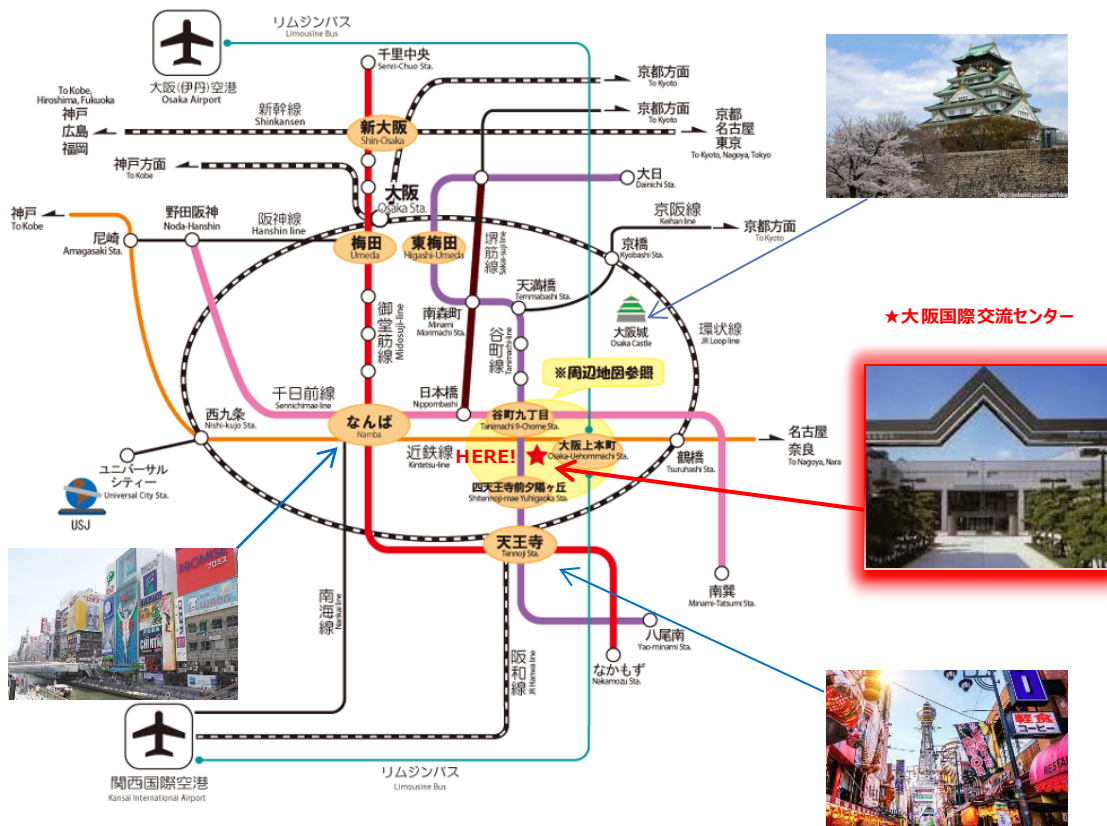 リムジンバス
Limousine Bus
大阪(伊丹)空港
Osaka Airport
千里中央
Senri-Chuo Sta.
京都方面
To Kyoto
To Kobe,
Hiroshima, Fukuoka
神戸
広島
福岡
新幹線
Shinkansen
新大阪
Shin-Osaka
京都方面
To Kyoto
京都
名古屋
東京
To Kyoto, Nagoya, Tokyo
神戸方面
To Kobe
大阪
Osaka Sta.
大日
Dainichi Sta.
神戸
To Kobe
尼崎
Amagasaki Sta.
野田阪神
Noda-Hanshin
阪神線
Hanshin line
梅田
Umeda
東梅田
Higashi-Umeda
堺筋線
Sakai-suji-line
京阪線
Keihan line
京橋
Kyobashi Sta.
京都方面
To Kyoto
御堂筋線
Midosuji-line
南森町
Minami
Morimachi Sta.
天満橋
Temmabashi Sta.
谷町線
Tanimachi-line
大阪城
Osaka Castle
環状線
JR Loop line
★大阪国際交流センター
※周辺地図参照
千日前線
Sennichimae line
日本橋
Nippombashi
西九条
Nishi-kujo Sta.
なんば
Namba
谷町九丁目
Tanimachi 9-Chome Sta.
近鉄線
Kintetsu-line
HERE!
大阪上本町
Osaka-Uehommachi Sta.
鶴橋
Tsuruhashi Sta.
名古屋
奈良
To Nagoya, Nara
ユニバーサル
シティー
Universal City Sta.
USJ
四天王寺前夕陽ヶ丘
Shitennoji-mae Yuhigaoka Sta.
天王寺
Tennoji Sta.
南巽
Minami-Tatsumi Sta.
南海線
Nankai line
八尾南
Yao-minami Sta.
阪和線
JR Hanwa line
なかもず
Nakamozu Sta.
関西国際空港
Kansai International Airport
リムジンバス
Limousine Bus
PROMISE
プロミス
軽食
コーヒー